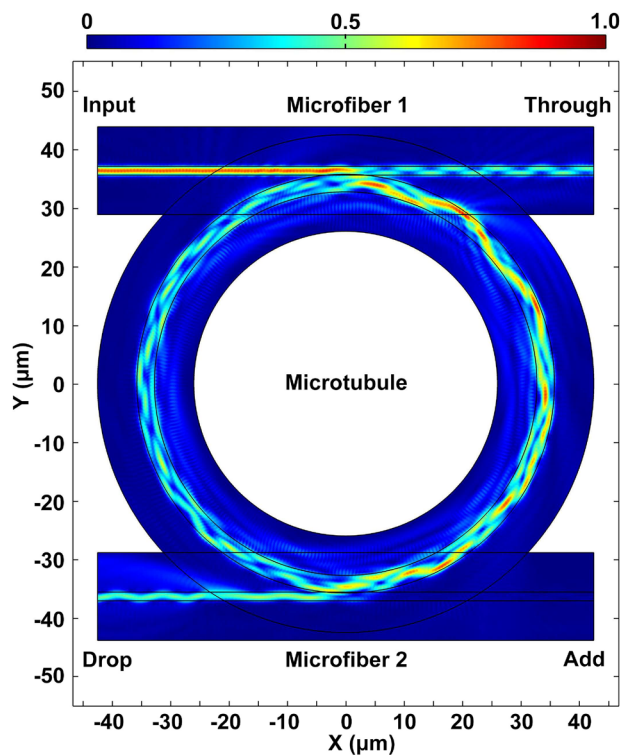 0 0.5 1.0
50
Input Microfiber 1 Through
40
30
20
10
Y (μm) 0 Microtubule
-10
-20
-30
-40
Drop Microfiber 2 Add
-50
-40 -30 -20 -10 0 10 20 30 40
X (μm)